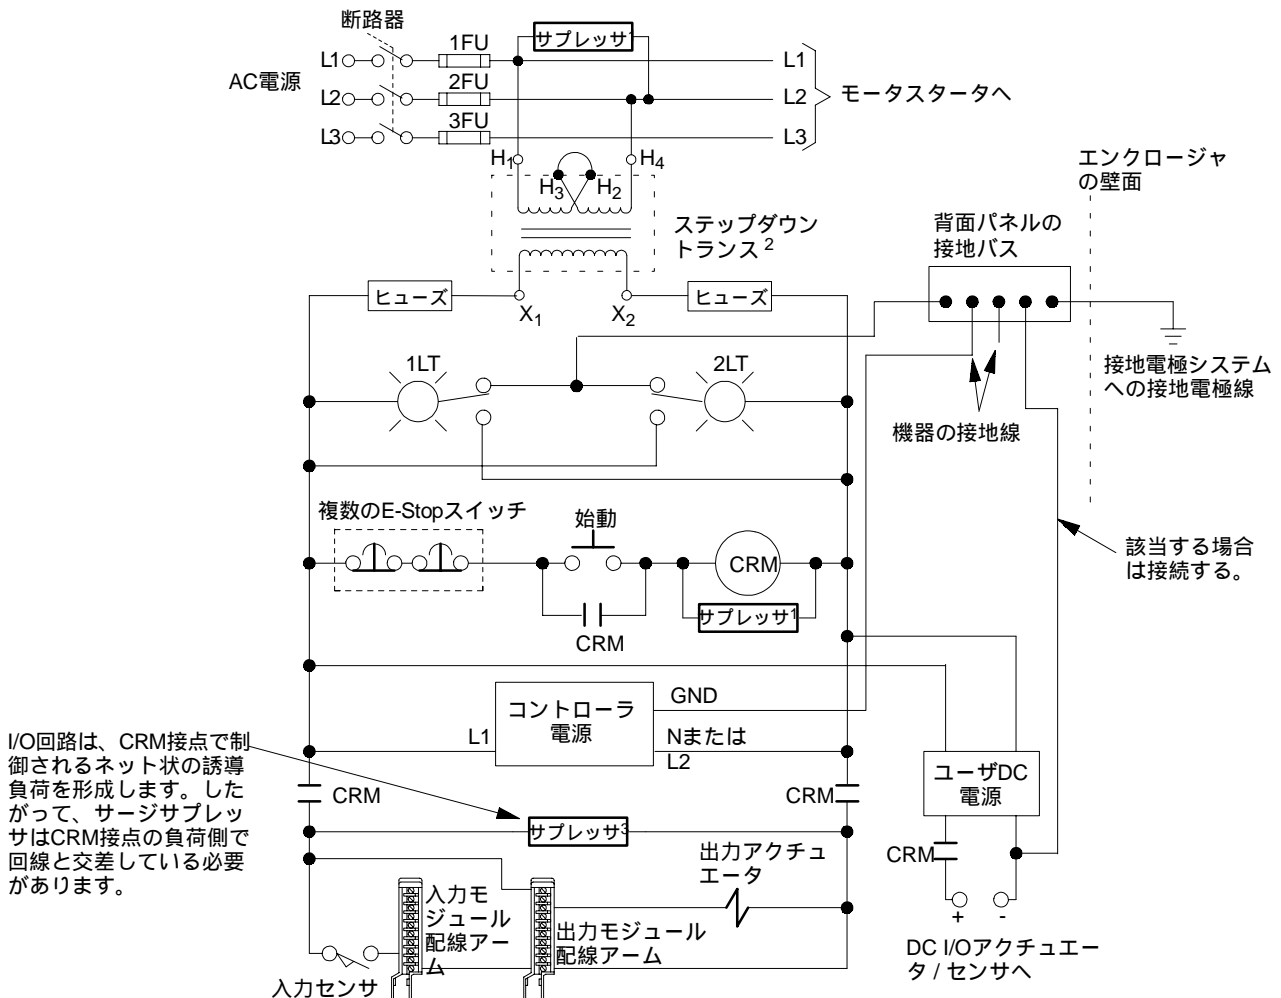 断路器
サプレッサ1
1FU
L1
L1
AC電源
2FU
L2
L2
モータスタータへ
3FU
L3
L3
H1
H4
H3
H2
エンクロージャ
の壁面
ステップダウン
トランス2
背面パネルの
接地バス
ヒューズ
ヒューズ
X1
X2
1LT
2LT
接地電極システム
への接地電極線
機器の接地線
複数のE-Stopスイッチ
始動
CRM
該当する場合
は接続する。
サプレッサ1
CRM
GND
コントローラ
電源
L1
Nまたは
L2
I/O回路は、CRM接点で制
御されるネット状の誘導
負荷を形成します。した
がって、サージサプレッ
サはCRM接点の負荷側で
回線と交差している必要
があります。
ユーザDC
電源
CRM
CRM
サプレッサ3
出力アクチュ
エータ
CRM
入力モ
ジュール
配線アー
ム
出力モジュール
配線アーム
+
-
DC I/Oアクチュエー
タ / センサへ
入力センサ